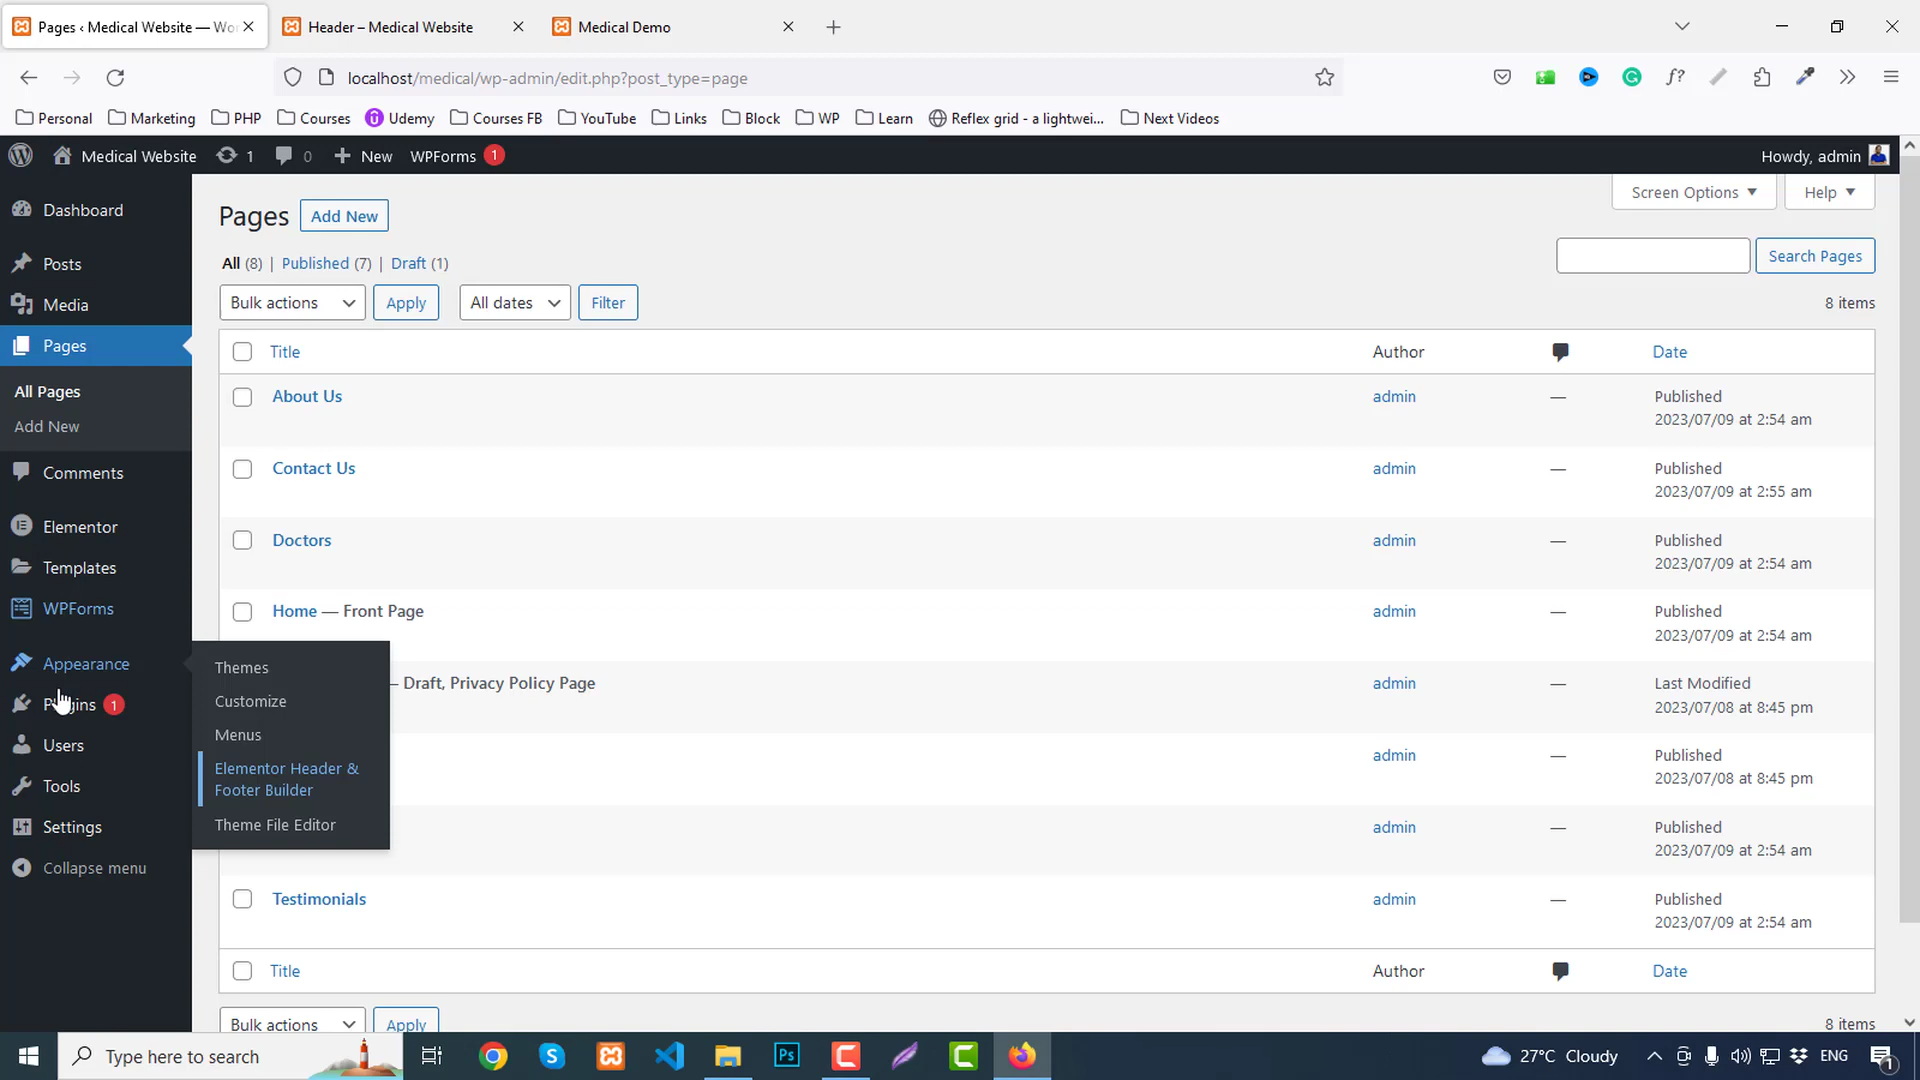 Pages ‹ Medical Website — Wo
Header – Medical Website
Medical Demo
localhost/medical/wp-admin/edit.php?post_type=page
Personal
Marketing
PHP
Courses
Udemy
Courses FB
YouTube
Links
Block
WP
Learn
Reflex grid - a lightwei...
Next Videos
Medical Website
1
0
New
WPForms 1
Howdy, admin
Screen Options
Help
Dashboard
Posts
Media
Pages
All Pages
Add New
Comments
Elementor
Templates
WPForms
Appearance
Plugins 1
Users
Tools
Settings
Collapse menu
Themes
Customize
Menus
Elementor Header &
Footer Builder
Theme File Editor
Pages Add New
All (8) | Published (7) | Draft (1)
Search Pages
Bulk actions Apply All dates Filter
8 items
Title Author Date
About Us admin — Published
2023/07/09 at 2:54 am
Contact Us admin — Published
2023/07/09 at 2:55 am
Doctors admin — Published
2023/07/09 at 2:54 am
Home — Front Page admin — Published
2023/07/09 at 2:54 am
— Draft, Privacy Policy Page admin — Last Modified
2023/07/08 at 8:45 pm
admin — Published
2023/07/08 at 8:45 pm
admin — Published
2023/07/09 at 2:54 am
Testimonials admin — Published
2023/07/09 at 2:54 am
Title Author Date
Bulk actions Apply
8 items
Type here to search
27°C Cloudy
ENG
1